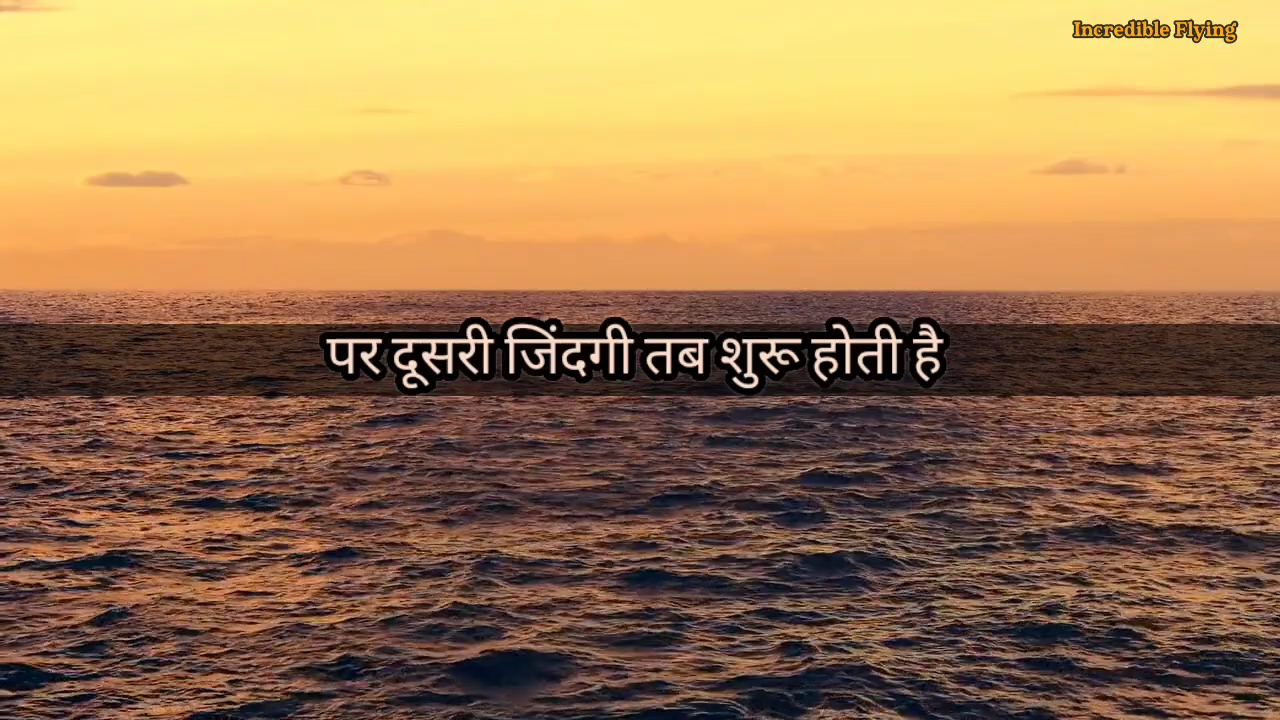 Incredible Flying
पर दूसरी जिंदगी तब शुरू होती है